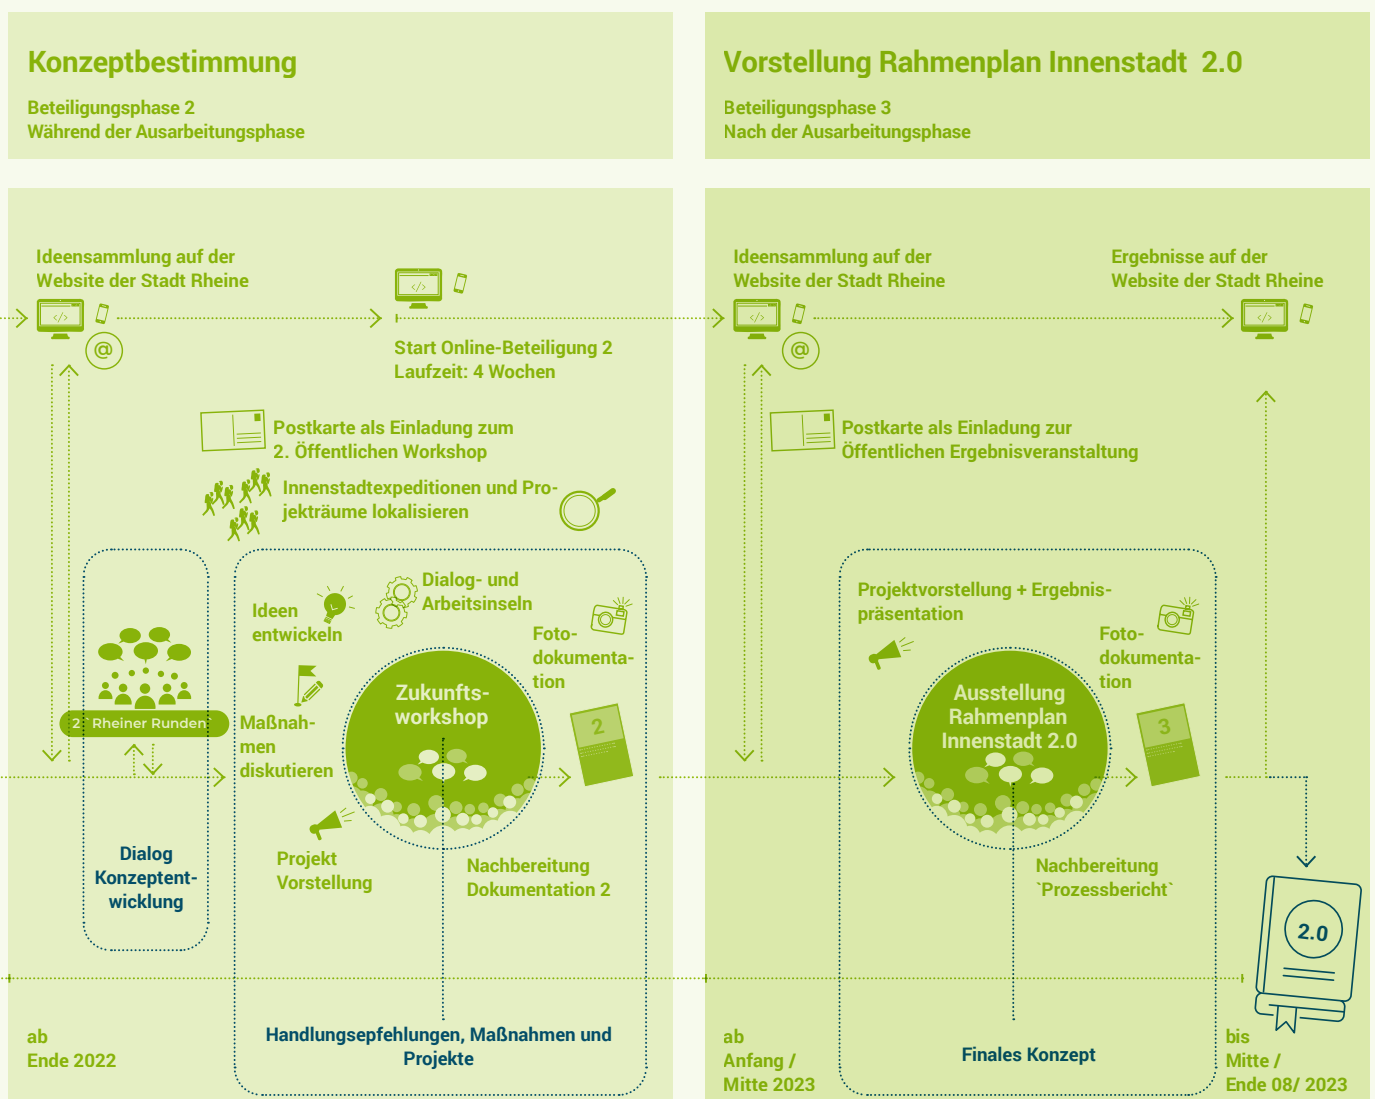 Konzeptbestimmung
Beteiligungsphase 2
Während der Ausarbeitungsphase
Ideensammlung auf der
Website der Stadt Rheine
</>
@
</>
Start Online-Beteiligung 2
Laufzeit: 4 Wochen
Postkarte als Einladung zum
2. Öffentlichen Workshop
Innenstadtexpeditionen und Pro-
jekträume lokalisieren
2 `Rheiner Runden`
Dialog
Konzeptent-
wicklung
Ideen
entwickeln
Dialog- und
Arbeitsinseln
Foto-
dokumenta-
tion
Maßnah-
men
diskutieren
Zukunfts-
workshop
2
Projekt
Vorstellung
Nachbereitung
Dokumentation 2
ab
Ende 2022
Handlungsepfehlungen, Maßnahmen und
Projekte
Vorstellung Rahmenplan Innenstadt 2.0
Beteiligungsphase 3
Nach der Ausarbeitungsphase
Ideensammlung auf der
Website der Stadt Rheine
</>
@
Ergebnisse auf der
Website der Stadt Rheine
</>
Postkarte als Einladung zur
Öffentlichen Ergebnisveranstaltung
Projektvorstellung + Ergebnis-
präsentation
Foto-
dokumenta-
tion
Ausstellung
Rahmenplan
Innenstadt 2.0
3
Nachbereitung
`Prozessbericht`
2.0
ab
Anfang /
Mitte 2023
Finales Konzept
bis
Mitte /
Ende 08/ 2023